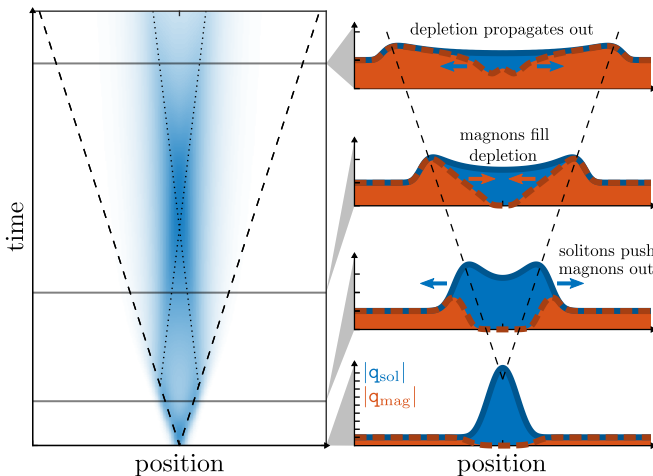 time
position
depletion propagates out
magnons fill
depletion
solitons push
magnons out
|q_sol|
|q_mag|
position